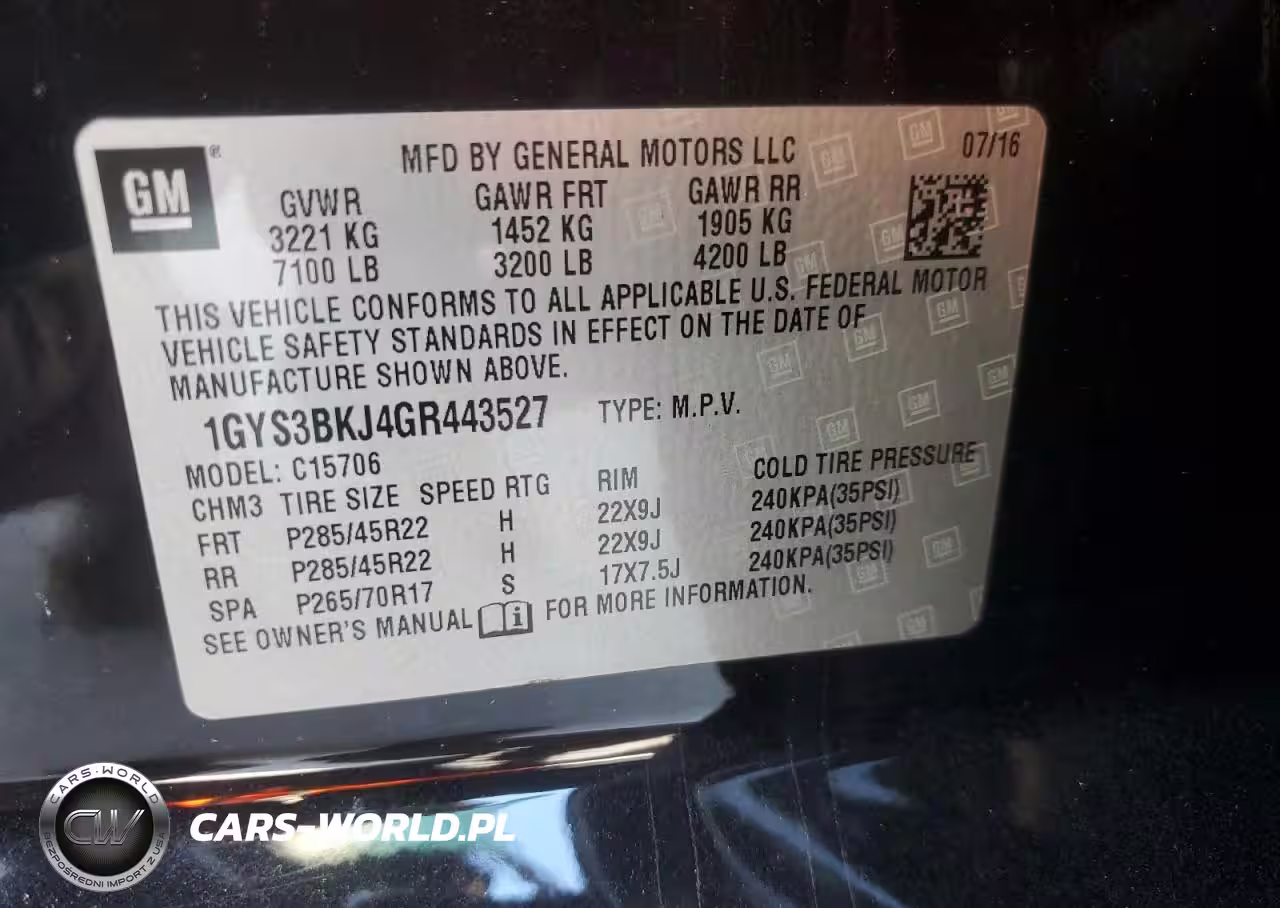 GM ®
MFD BY GENERAL MOTORS LLC
07/16
GVWR GAWR FRT GAWR RR
3221 KG 1452 KG 1905 KG
7100 LB 3200 LB 4200 LB
THIS VEHICLE CONFORMS TO ALL APPLICABLE U.S. FEDERAL MOTOR
VEHICLE SAFETY STANDARDS IN EFFECT ON THE DATE OF
MANUFACTURE SHOWN ABOVE.
1GYS3BKJ4GR443527 TYPE: M.P.V.
MODEL: C15706
CHM3 TIRE SIZE SPEED RTG RIM COLD TIRE PRESSURE
FRT P285/45R22 H 22X9J 240KPA(35PSI)
RR P285/45R22 H 22X9J 240KPA(35PSI)
SPA P265/70R17 S 17X7.5J 240KPA(35PSI)
SEE OWNER'S MANUAL i FOR MORE INFORMATION.
CARS-WORLD
CW
BEZPOŚREDNI IMPORT Z USA
CARS-WORLD.PL